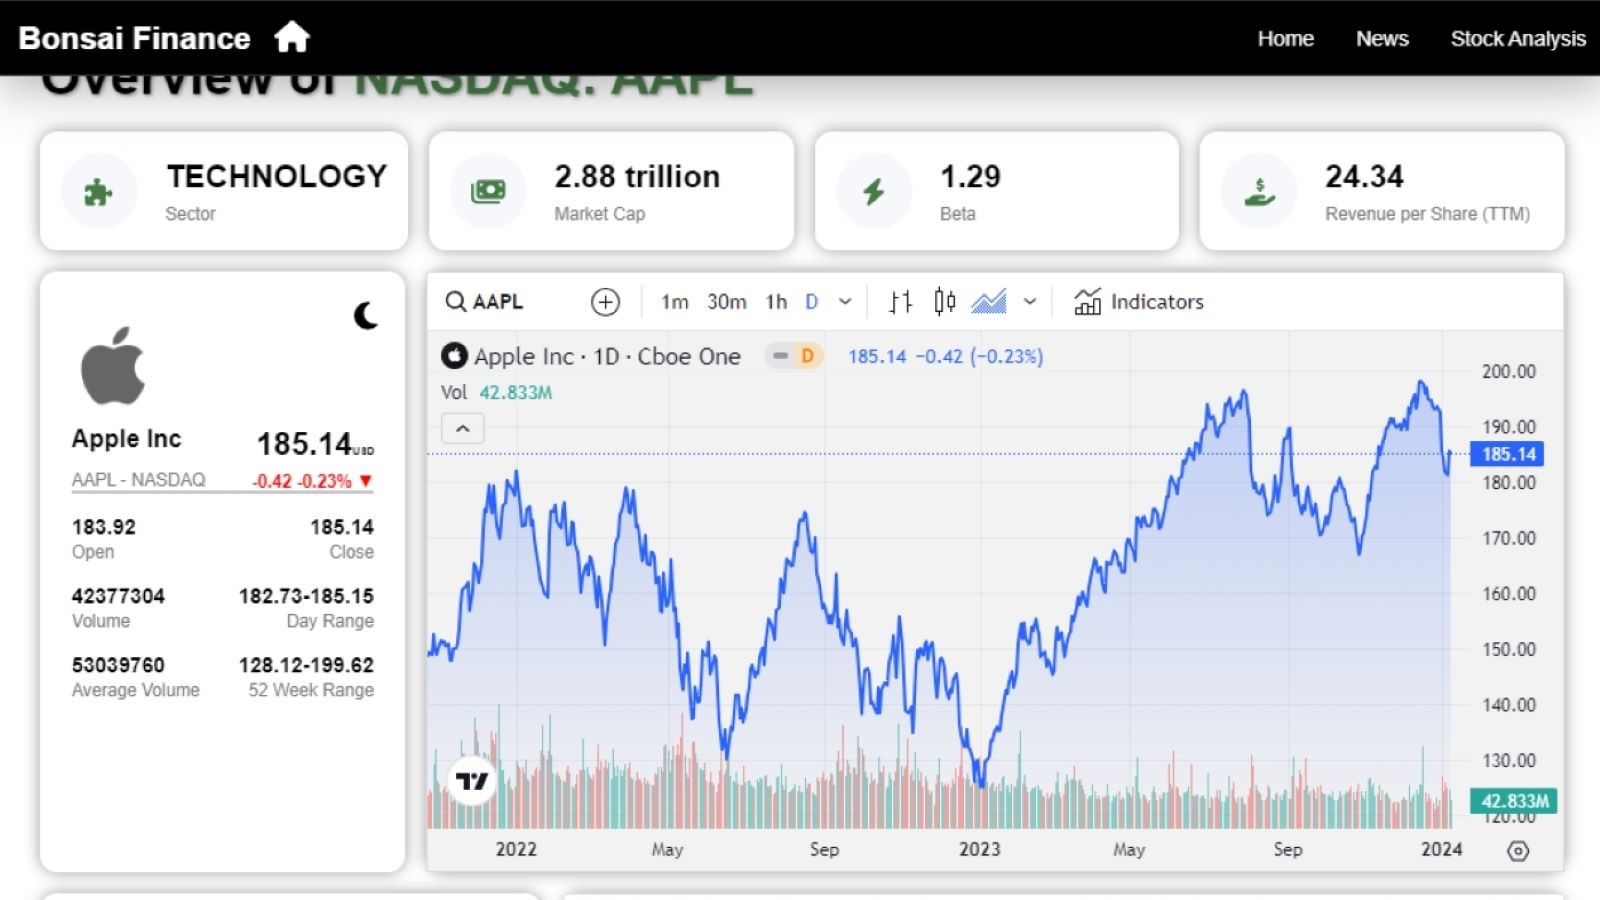 Bonsai Finance
Home News Stock Analysis
Overview of NASDAQ: AAPL
TECHNOLOGY
Sector
2.88 trillion
Market Cap
1.29
Beta
24.34
Revenue per Share (TTM)
Apple Inc
185.14 USD
AAPL - NASDAQ
-0.42 -0.23% ▼
183.92
Open
185.14
Close
42377304
Volume
182.73-185.15
Day Range
53039760
Average Volume
128.12-199.62
52 Week Range
AAPL 1m 30m 1h D Indicators
Apple Inc · 1D · Cboe One D 185.14 −0.42 (−0.23%)
Vol 42.833M
200.00
190.00
185.14
180.00
170.00
160.00
150.00
140.00
130.00
42.833M
120.00
2022 May Sep 2023 May Sep 2024